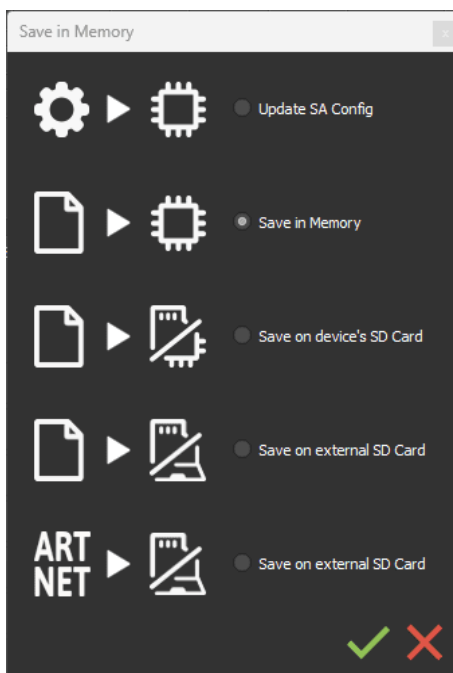 Save in Memory
x
Update SA Config
Save in Memory
Save on device's SD Card
Save on external SD Card
ART
NET
Save on external SD Card